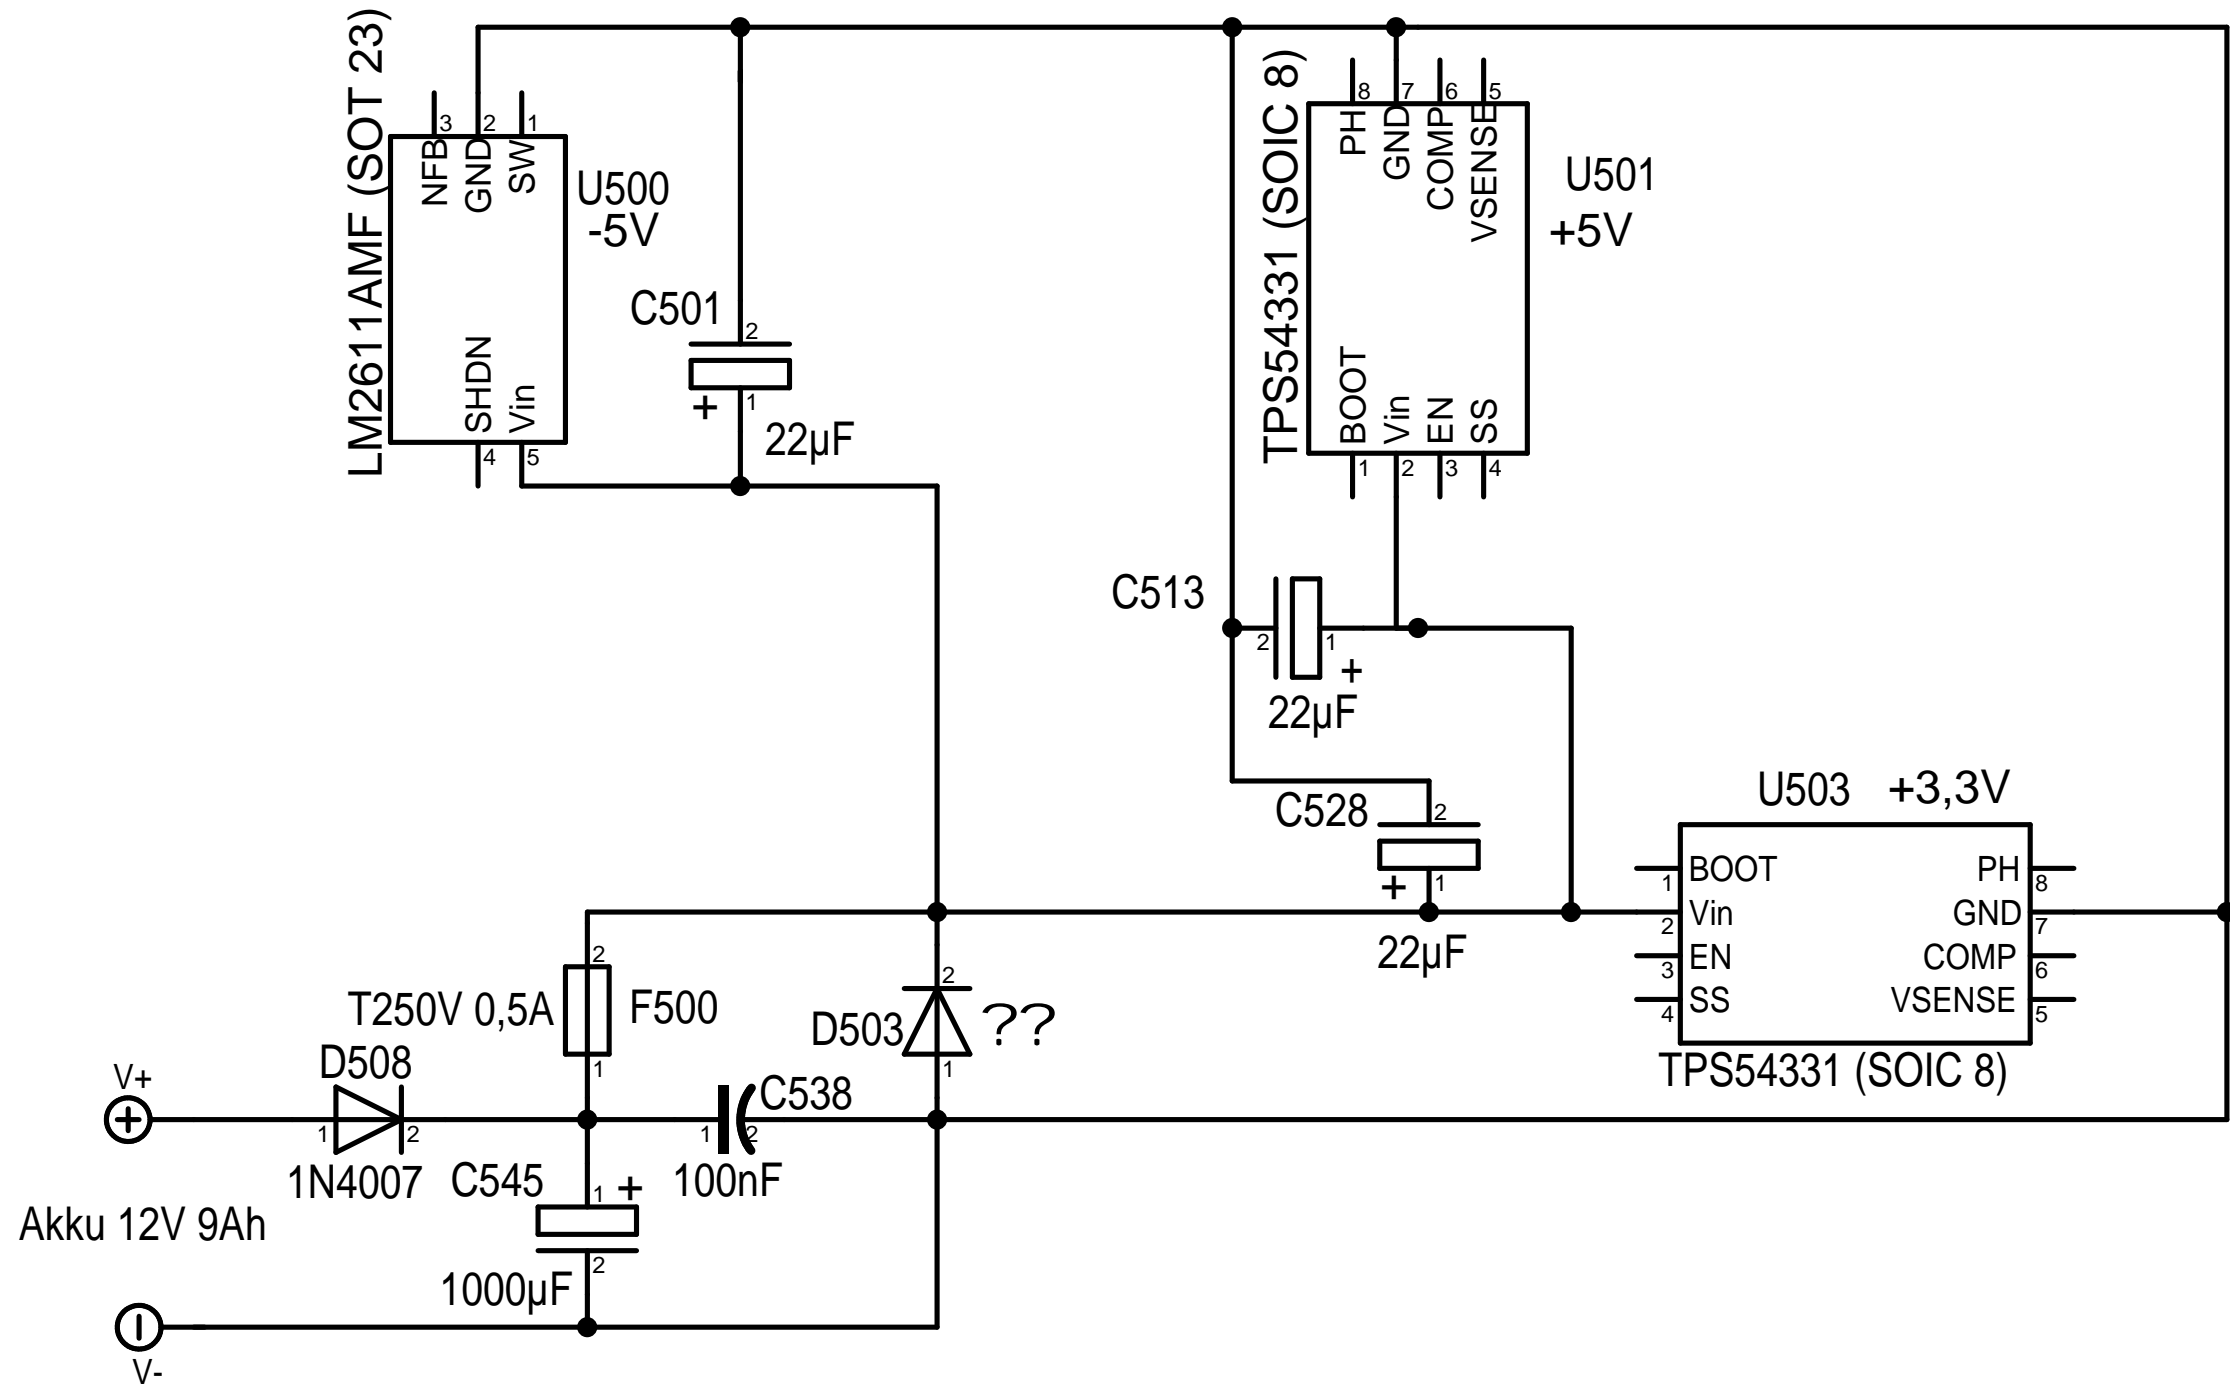 LM2611AMF (SOT 23)
3 2 1
NFB GND SW
U500
-5V
SHDN Vin
4 5
C501
2
1
+
22µF
TPS54331 (SOIC 8)
8 7 6 5
PH GND COMP VSENSE
U501
+5V
BOOT Vin EN SS
1 2 3 4
C513
2 1
+
22µF
C528
2
1
+
22µF
U503 +3,3V
BOOT PH
1 8
Vin GND
2 7
EN COMP
3 6
SS VSENSE
4 5
TPS54331 (SOIC 8)
2
T250V 0,5A F500
1
2
D503 ??
1
V+
+
D508
1 2
1N4007
C538
1 2
100nF
C545
1 +
2
1000µF
Akku 12V 9Ah
V-